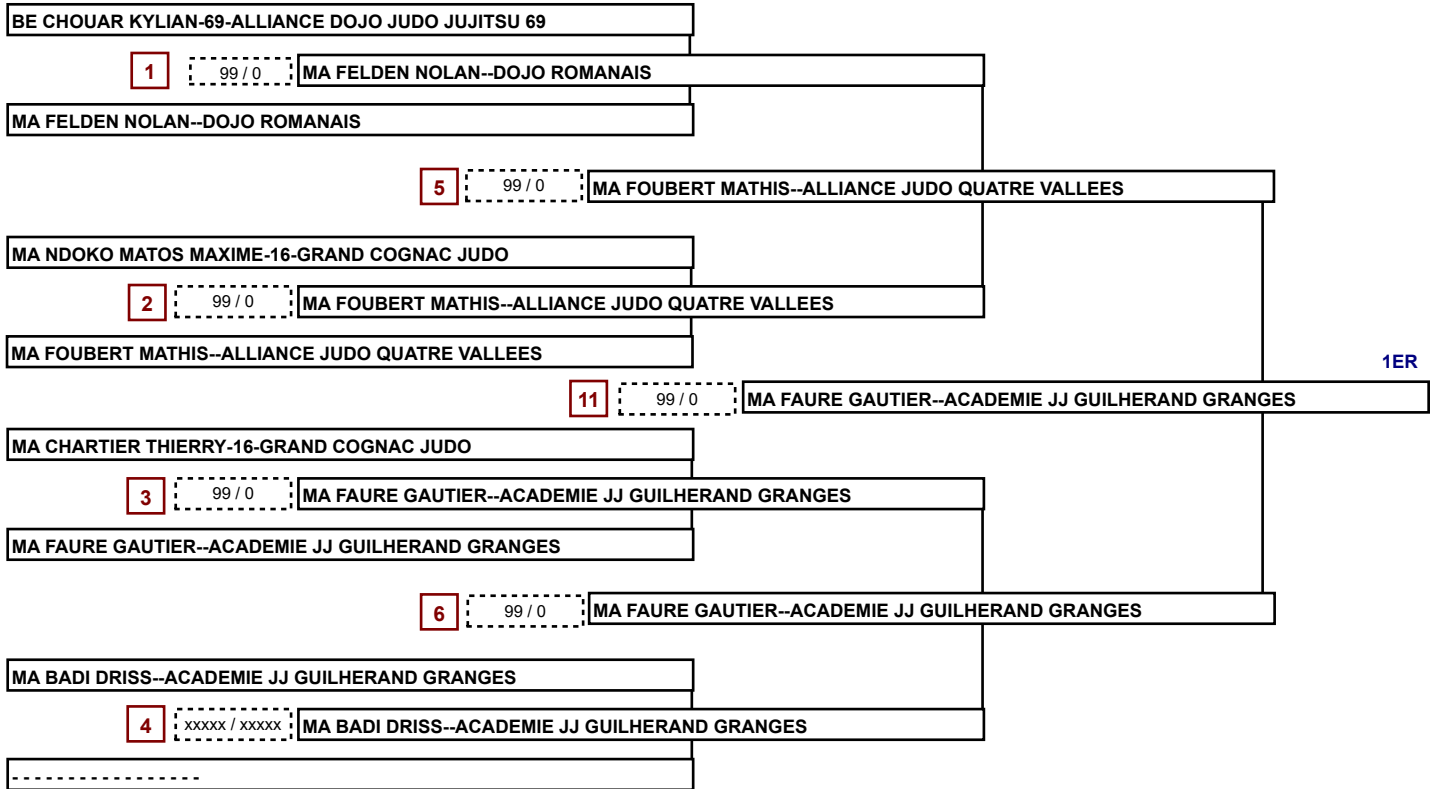 BE CHOUAR KYLIAN-69-ALLIANCE DOJO JUDO JUJITSU 69
1 99 / 0 MA FELDEN NOLAN--DOJO ROMANAIS
MA FELDEN NOLAN--DOJO ROMANAIS
5 99 / 0 MA FOUBERT MATHIS--ALLIANCE JUDO QUATRE VALLEES
MA NDOKO MATOS MAXIME-16-GRAND COGNAC JUDO
2 99 / 0 MA FOUBERT MATHIS--ALLIANCE JUDO QUATRE VALLEES
MA FOUBERT MATHIS--ALLIANCE JUDO QUATRE VALLEES
1ER
11 99 / 0 MA FAURE GAUTIER--ACADEMIE JJ GUILHERAND GRANGES
MA CHARTIER THIERRY-16-GRAND COGNAC JUDO
3 99 / 0 MA FAURE GAUTIER--ACADEMIE JJ GUILHERAND GRANGES
MA FAURE GAUTIER--ACADEMIE JJ GUILHERAND GRANGES
6 99 / 0 MA FAURE GAUTIER--ACADEMIE JJ GUILHERAND GRANGES
MA BADI DRISS--ACADEMIE JJ GUILHERAND GRANGES
4 xxxxx / xxxxx MA BADI DRISS--ACADEMIE JJ GUILHERAND GRANGES
- - - - - - - - - - - - - - - - -